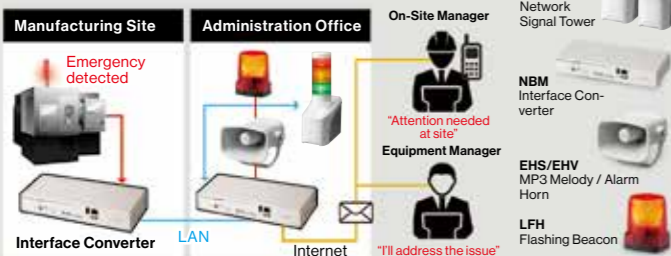 Manufacturing Site
Emergency
detected
Interface Converter
LAN
Administration Office
Internet
On-Site Manager
"Attention needed
at site"
Equipment Manager
"I'll address the issue"
Network
Signal Tower
NBM
Interface Con-
verter
EHS/EHV
MP3 Melody / Alarm
Horn
LFH
Flashing Beacon